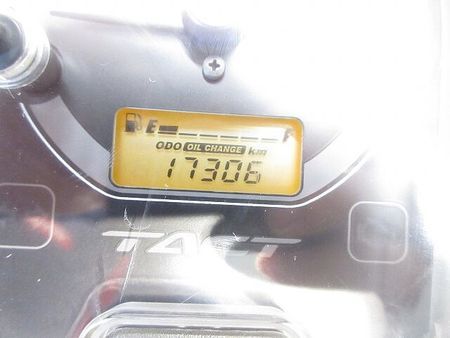 E F
ODO OIL CHANGE km
17306
TACT